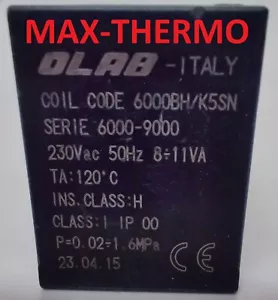 MAX-THERMO
OLAB - ITALY
COIL CODE 6000BH/K5SN
SERIE 6000-9000
230Vac 50Hz 8÷11VA
TA:120°C
INS.CLASS:H
CLASS:I IP 00
P=0.02÷1.6MPa
23.04.15 CE